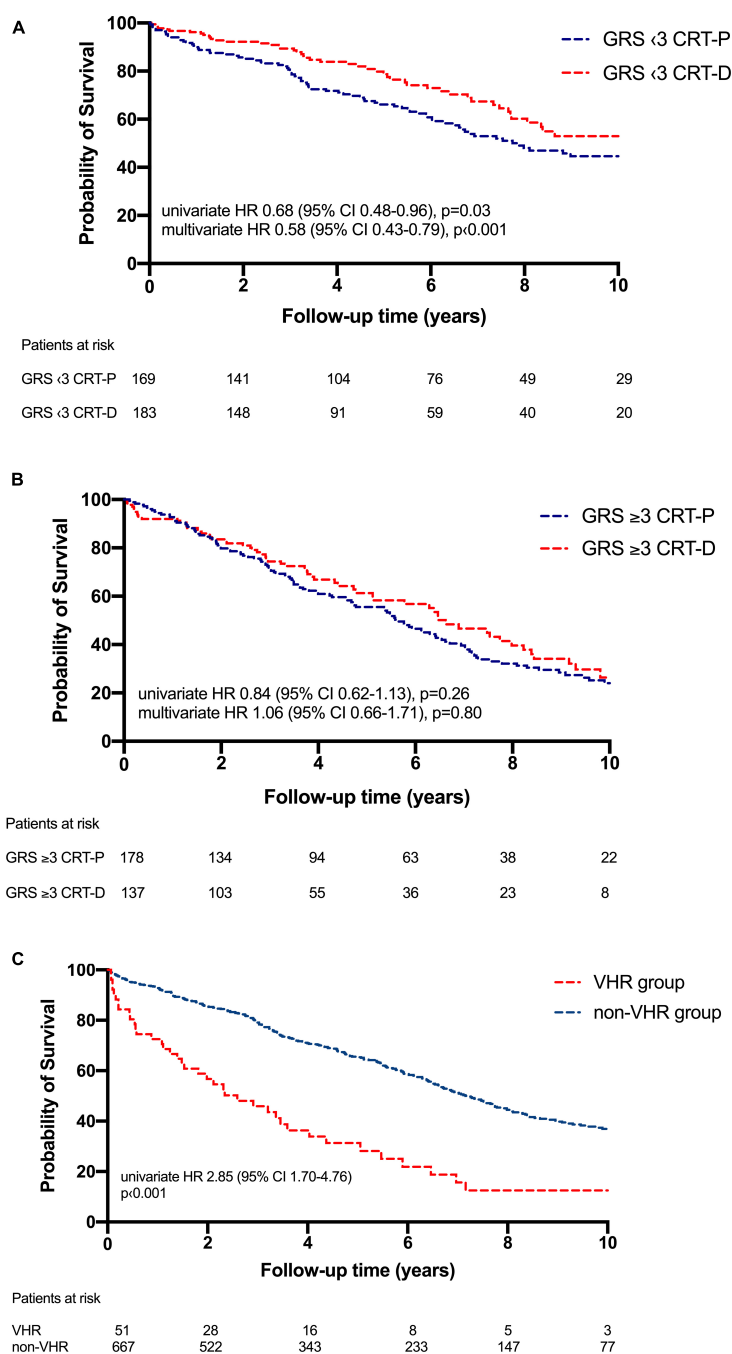 A
100
80
60
40
20
0
Probability of Survival
GRS ‹3 CRT-P
GRS ‹3 CRT-D
univariate HR 0.68 (95% CI 0.48-0.96), p=0.03
multivariate HR 0.58 (95% CI 0.43-0.79), p‹0.001
0 2 4 6 8 10
Follow-up time (years)
Patients at risk
GRS ‹3 CRT-P 169 141 104 76 49 29
GRS ‹3 CRT-D 183 148 91 59 40 20
B
100
80
60
40
20
0
Probability of Survival
GRS ≥3 CRT-P
GRS ≥3 CRT-D
univariate HR 0.84 (95% CI 0.62-1.13), p=0.26
multivariate HR 1.06 (95% CI 0.66-1.71), p=0.80
0 2 4 6 8 10
Follow-up time (years)
Patients at risk
GRS ≥3 CRT-P 178 134 94 63 38 22
GRS ≥3 CRT-D 137 103 55 36 23 8
C
100
80
60
40
20
0
Probability of Survival
VHR group
non-VHR group
univariate HR 2.85 (95% CI 1.70-4.76)
p‹0.001
0 2 4 6 8 10
Follow-up time (years)
Patients at risk
VHR 51 28 16 8 5 3
non-VHR 667 522 343 233 147 77